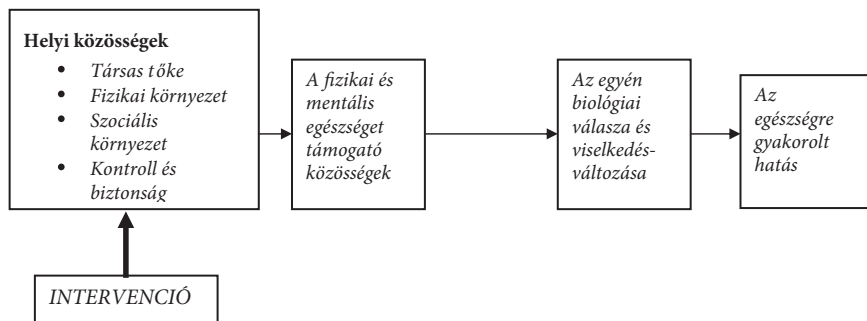 Helyi közösségek
• Társas tőke
• Fizikai környezet
• Szociális
környezet
• Kontroll és
biztonság
A fizikai és
mentális
egészséget
támogató
közösségek
Az egyén
biológiai
válasza és
viselkedés-
változása
Az
egészségre
gyakorolt
hatás
INTERVENCIÓ